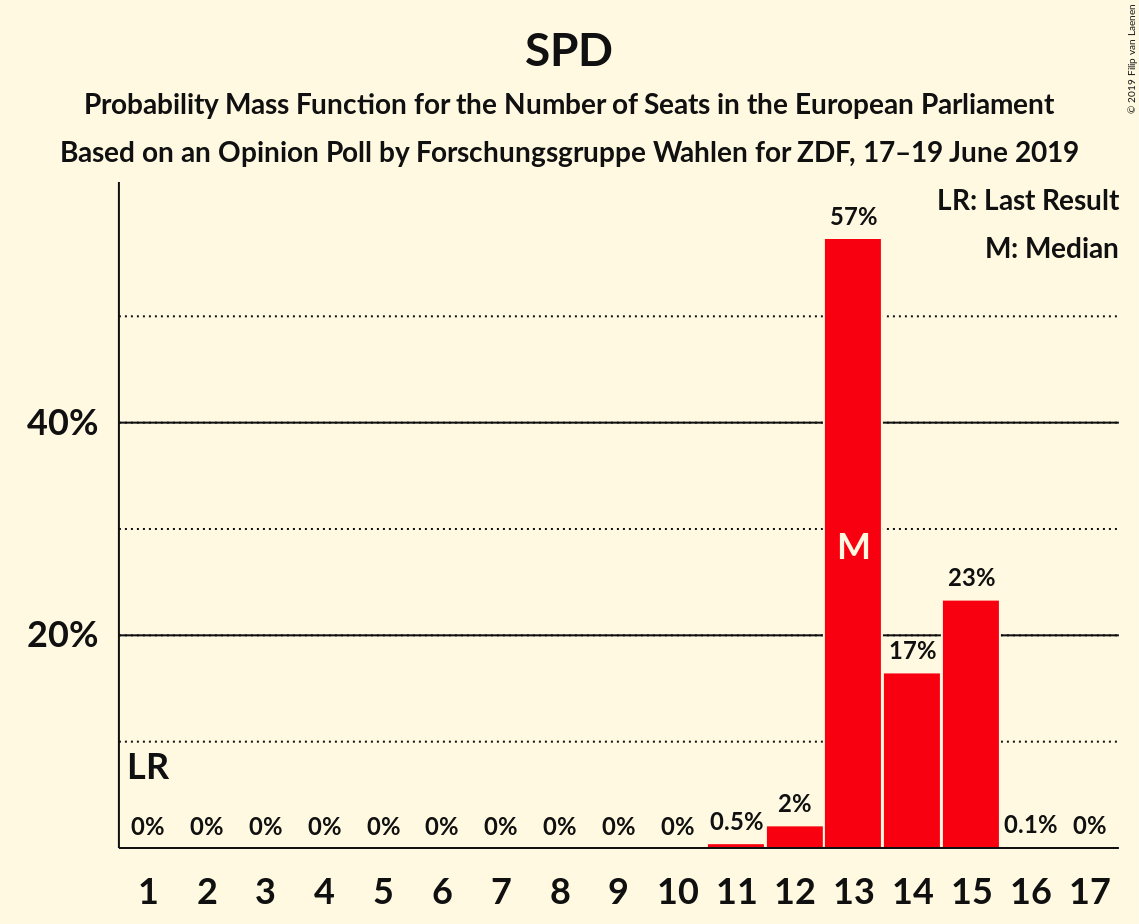 © 2019 Filip van Laenen
SPD
Probability Mass Function for the Number of Seats in the European Parliament
Based on an Opinion Poll by Forschungsgruppe Wahlen for ZDF, 17–19 June 2019
LR: Last Result
M: Median
57%
40%
M
23%
20%
17%
LR
0% 0% 0% 0% 0% 0% 0% 0% 0% 0% 0.5% 2% 0.1% 0%
1 2 3 4 5 6 7 8 9 10 11 12 13 14 15 16 17